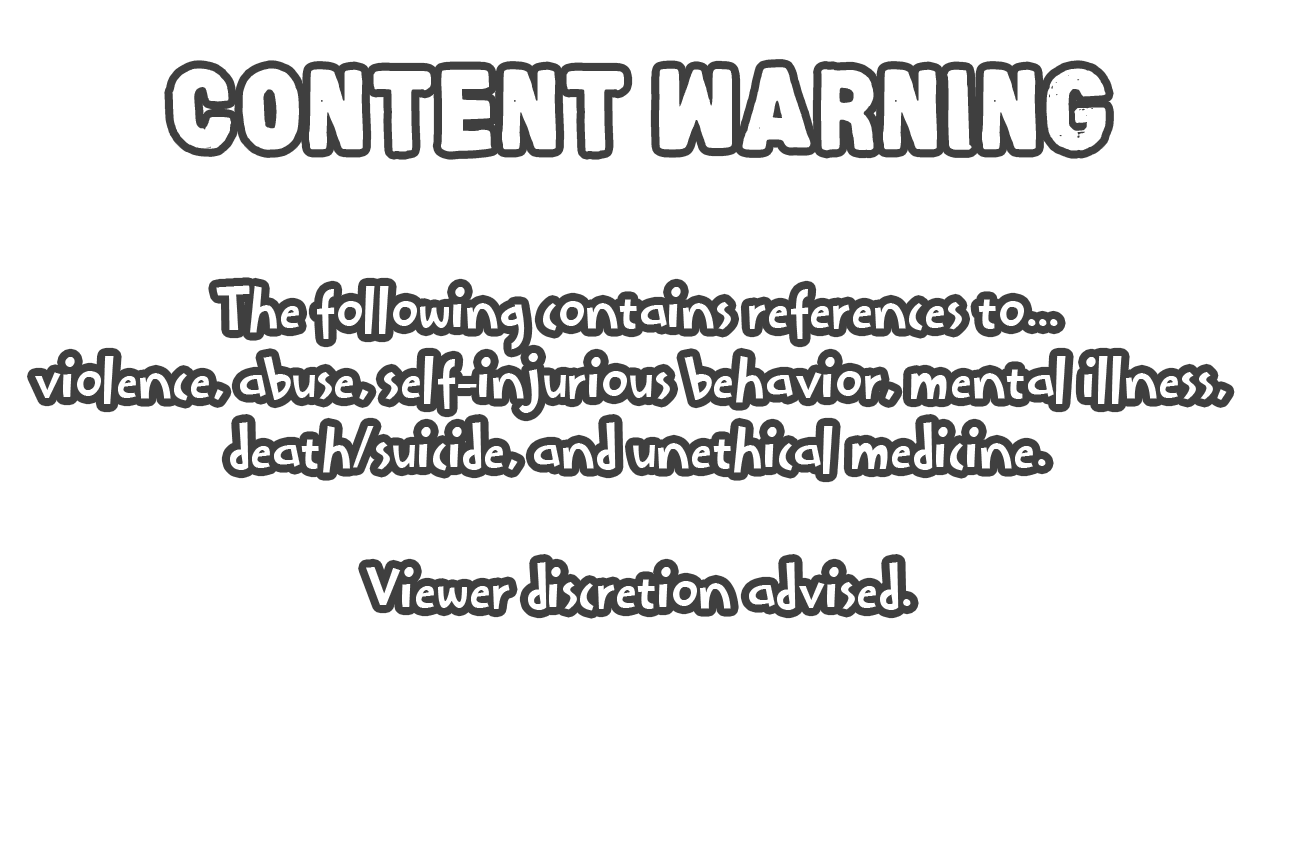 CONTENT WARNING
The following contains references to...
violence, abuse, self-injurious behavior, mental illness,
death/suicide, and unethical medicine.
Viewer discretion advised.